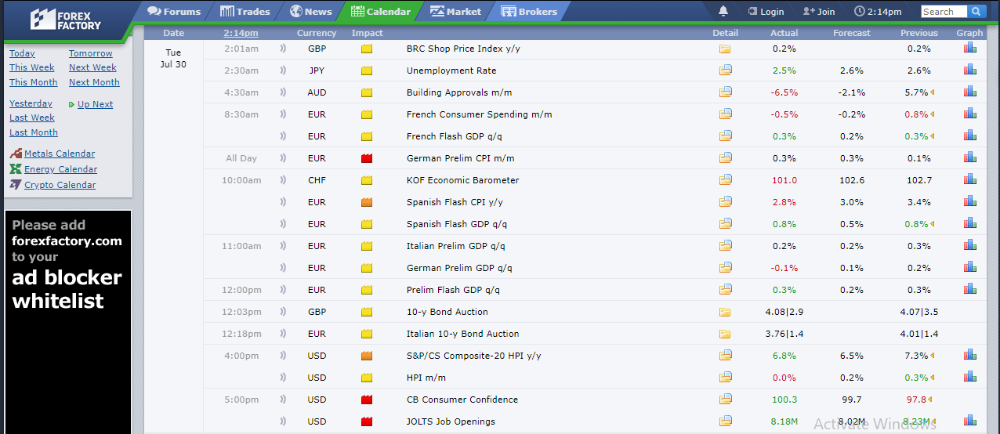 FOREX
FACTORY
Forums Trades News Calendar Market Brokers Login Join 2:14pm Search
Date 2:14pm Currency Impact Detail Actual Forecast Previous Graph
Today Tomorrow
This Week Next Week
This Month Next Month
Yesterday Up Next
Last Week
Last Month
Metals Calendar
Energy Calendar
Crypto Calendar
Please add
forexfactory.com
to your
ad blocker
whitelist
Tue
Jul 30
2:01am GBP BRC Shop Price Index y/y 0.2% 0.2%
2:30am JPY Unemployment Rate 2.5% 2.6% 2.6%
4:30am AUD Building Approvals m/m -6.5% -2.1% 5.7%
8:30am EUR French Consumer Spending m/m -0.5% -0.2% 0.8%
EUR French Flash GDP q/q 0.3% 0.2% 0.3%
All Day EUR German Prelim CPI m/m 0.3% 0.3% 0.1%
10:00am CHF KOF Economic Barometer 101.0 102.6 102.7
EUR Spanish Flash CPI y/y 2.8% 3.0% 3.4%
EUR Spanish Flash GDP q/q 0.8% 0.5% 0.8%
11:00am EUR Italian Prelim GDP q/q 0.2% 0.2% 0.3%
EUR German Prelim GDP q/q -0.1% 0.1% 0.2%
12:00pm EUR Prelim Flash GDP q/q 0.3% 0.2% 0.3%
12:03pm GBP 10-y Bond Auction 4.08|2.9 4.07|3.5
12:18pm EUR Italian 10-y Bond Auction 3.76|1.4 4.01|1.4
4:00pm USD S&P/CS Composite-20 HPI y/y 6.8% 6.5% 7.3%
USD HPI m/m 0.0% 0.2% 0.3%
5:00pm USD CB Consumer Confidence 100.3 99.7 97.8
USD JOLTS Job Openings 8.18M 8.02M 8.23M
Activate Windows